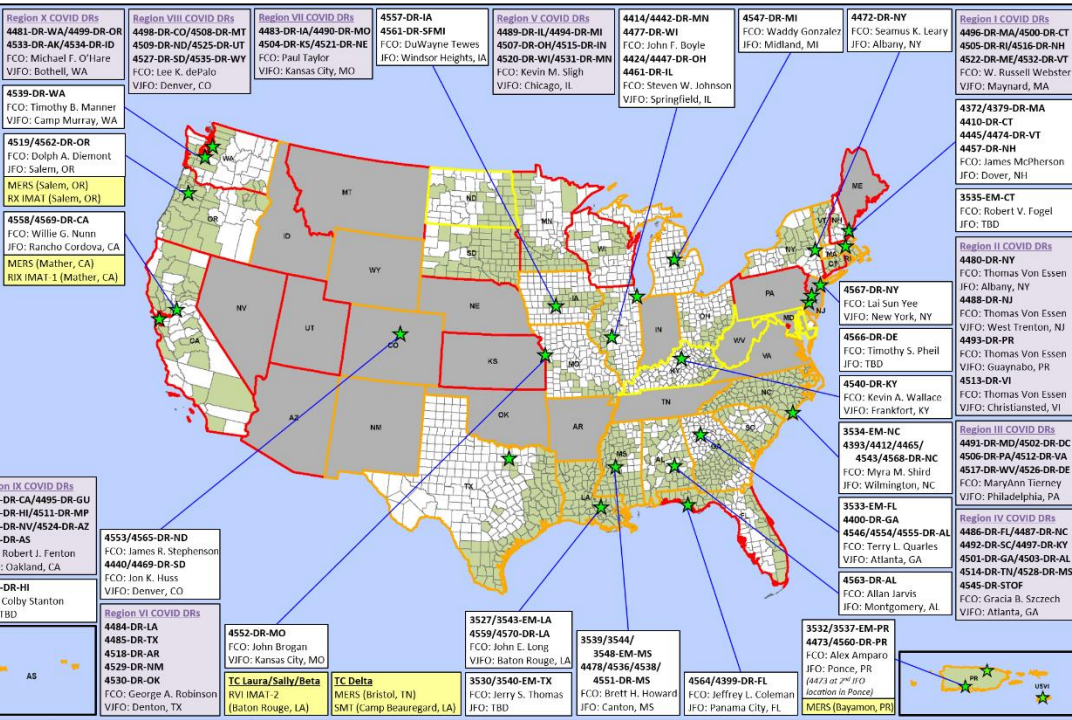 Region X COVID DRs
4481-DR-WA/4499-DR-OR
4533-DR-AK/4534-DR-ID
FCO: Michael F. O'Hare
VJFO: Bothell, WA
Region VIII COVID DRs
4498-DR-CO/4508-DR-MT
4509-DR-ND/4525-DR-UT
4527-DR-SD/4535-DR-WY
FCO: Lee K. dePalo
VJFO: Denver, CO
Region VII COVID DRs
4483-DR-IA/4490-DR-MO
4504-DR-KS/4521-DR-NE
FCO: Paul Taylor
VJFO: Kansas City, MO
4557-DR-IA
4561-DR-SFMI
FCO: DuWayne Tewes
JFO: Windsor Heights, IA
Region V COVID DRs
4489-DR-IL/4494-DR-MI
4507-DR-OH/4515-DR-IN
4520-DR-WI/4531-DR-MN
FCO: Kevin M. Sligh
VJFO: Chicago, IL
4414/4442-DR-MN
4477-DR-WI
FCO: John F. Boyle
4424/4447-DR-OH
4461-DR-IL
FCO: Steven W. Johnson
VJFO: Springfield, IL
4547-DR-MI
FCO: Waddy Gonzalez
JFO: Midland, MI
4472-DR-NY
FCO: Seamus K. Leary
JFO: Albany, NY
Region I COVID DRs
4496-DR-MA/4500-DR-CT
4505-DR-RI/4516-DR-NH
4522-DR-ME/4532-DR-VT
FCO: W. Russell Webster
VJFO: Maynard, MA
4539-DR-WA
FCO: Timothy B. Manner
VJFO: Camp Murray, WA
4519/4562-DR-OR
FCO: Dolph A. Diemont
JFO: Salem, OR
MERS (Salem, OR)
RX IMAT (Salem, OR)
4558/4569-DR-CA
FCO: Willie G. Nunn
JFO: Rancho Cordova, CA
MERS (Mather, CA)
RIX IMAT-1 (Mather, CA)
4372/4379-DR-MA
4410-DR-CT
4445/4474-DR-VT
4457-DR-NH
FCO: James McPherson
JFO: Dover, NH
3535-EM-CT
FCO: Robert V. Fogel
JFO: TBD
Region II COVID DRs
4480-DR-NY
FCO: Thomas Von Essen
JFO: Albany, NY
4488-DR-NJ
FCO: Thomas Von Essen
VJFO: West Trenton, NJ
4493-DR-PR
FCO: Thomas Von Essen
VJFO: Guaynabo, PR
4513-DR-VI
FCO: Thomas Von Essen
VJFO: Christiansted, VI
4567-DR-NY
FCO: Lai Sun Yee
VJFO: New York, NY
4566-DR-DE
FCO: Timothy S. Pheil
JFO: TBD
4540-DR-KY
FCO: Kevin A. Wallace
VJFO: Frankfort, KY
3534-EM-NC
4393/4412/4465/
4543/4568-DR-NC
FCO: Myra M. Shird
JFO: Wilmington, NC
Region III COVID DRs
4491-DR-MD/4502-DR-DC
4506-DR-PA/4512-DR-VA
4517-DR-WV/4526-DR-DE
FCO: MaryAnn Tierney
VJFO: Philadelphia, PA
3533-EM-FL
4400-DR-GA
4546/4554/4555-DR-AL
FCO: Terry L. Quarles
VJFO: Atlanta, GA
Region IV COVID DRs
4486-DR-FL/4487-DR-NC
4492-DR-SC/4497-DR-KY
4501-DR-GA/4503-DR-AL
4514-DR-TN/4528-DR-MS
4545-DR-STOF
FCO: Gracia B. Szczech
VJFO: Atlanta, GA
4563-DR-AL
FCO: Allan Jarvis
JFO: Montgomery, AL
WA
MT
ND
MN
ME
OR
ID
SD
WI
VT
NH
NY
MA
CT
RI
WY
IA
PA
NJ
NV
NE
OH
MD
UT
CO
IN
WV
VA
CA
KS
MO
KY
TN
NC
AZ
NM
OK
AR
SC
TX
LA
MS
AL
GA
FL
on IX COVID DRs
-DR-CA/4495-DR-GU
-DR-HI/4511-DR-MP
-DR-NV/4524-DR-AZ
-DR-AS
Robert J. Fenton
: Oakland, CA
-DR-HI
Colby Stanton
TBD
AS
4553/4565-DR-ND
FCO: James R. Stephenson
4440/4469-DR-SD
FCO: Jon K. Huss
VJFO: Denver, CO
Region VI COVID DRs
4484-DR-LA
4485-DR-TX
4518-DR-AR
4529-DR-NM
4530-DR-OK
FCO: George A. Robinson
VJFO: Denton, TX
4552-DR-MO
FCO: John Brogan
VJFO: Kansas City, MO
TC Laura/Sally/Beta
RVI IMAT-2
(Baton Rouge, LA)
TC Delta
MERS (Bristol, TN)
SMT (Camp Beauregard, LA)
3527/3543-EM-LA
4559/4570-DR-LA
FCO: John E. Long
VJFO: Baton Rouge, LA
3530/3540-EM-TX
FCO: Jerry S. Thomas
JFO: TBD
3539/3544/
3548-EM-MS
4478/4536/4538/
4551-DR-MS
FCO: Brett H. Howard
JFO: Canton, MS
4564/4399-DR-FL
FCO: Jeffrey L. Coleman
JFO: Panama City, FL
3532/3537-EM-PR
4473/4560-DR-PR
FCO: Alex Amparo
JFO: Ponce, PR
(4473 at 2nd JFO
location in Ponce)
MERS (Bayamon, PR)
PR
USVI